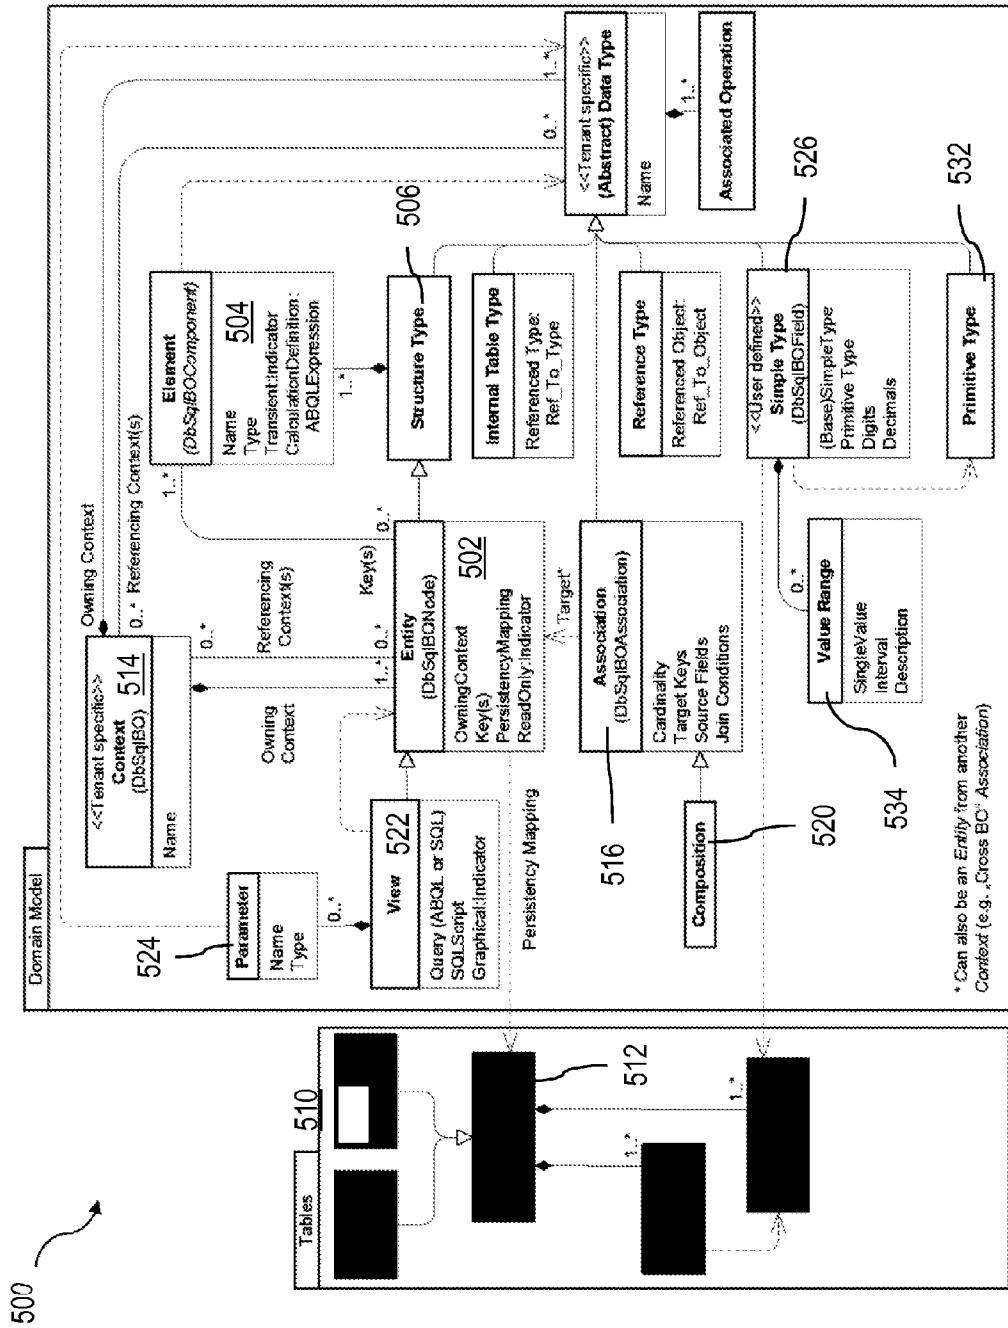 500
Domain Model
Parameter
Name
Type
524
0..*
View
522
Query (ABQL or SQL)
SQLScript
Graphical:Indicator
<<Tenant specific>>
Context
(DbSqlBO)
514
Name
Owning Context
0..* Referencing Context(s)
Owning
Context
Referencing
Context(s)
0..*
1..*
0..*
Key(s)
0..*
1..*
Element
(DbSqlBOComponent)
504
Name
Type
Transient:Indicator
CalculationDefinition:
ABQLExpression
1..*
Entity
(DbSqlBONode)
502
OwningContext
Key(s)
PersistencyMapping
ReadOnly:Indicator
Structure Type
506
0..*
1..*
<<Tenant specific>>
(Abstract) Data Type
Name
1..*
Associated Operation
Internal Table Type
Referenced Type:
Ref_To_Type
Reference Type
Referenced Object:
Ref_To_Object
Target*
Association
(DbSqlBOAssociation)
Cardinality
Target Keys
Source Fields
Join Conditions
516
Persistency Mapping
Composition
520
<<User defined>>
Simple Type
(DbSqlBOField)
(Base)SimpleType
Primitive Type
Digits
Decimals
526
0..*
Value Range
SingleValue
Interval
Description
534
Primitive Type
532
* Can also be an Entity from another
Context (e.g. „Cross BO" Association)
Tables
510
512
1..*
1..*